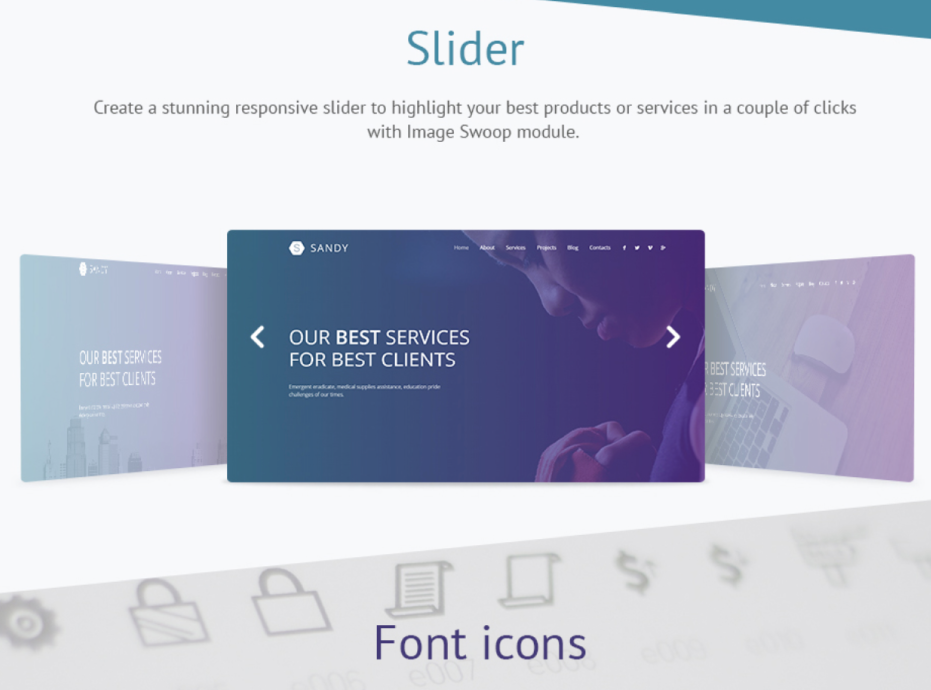 Slider
Create a stunning responsive slider to highlight your best products or services in a couple of clicks
with Image Swoop module.
S SANDY
Home About Services Projects Blog Contacts
OUR BEST SERVICES
FOR BEST CLIENTS
Emergent eradicate, medical supplies assistance, education pride
challenges of our times.
OUR BEST SERVICES
FOR BEST CLIENTS
BEST SERVICES
BEST CLIENTS
Font icons
e006 e007 e008 e009 e010